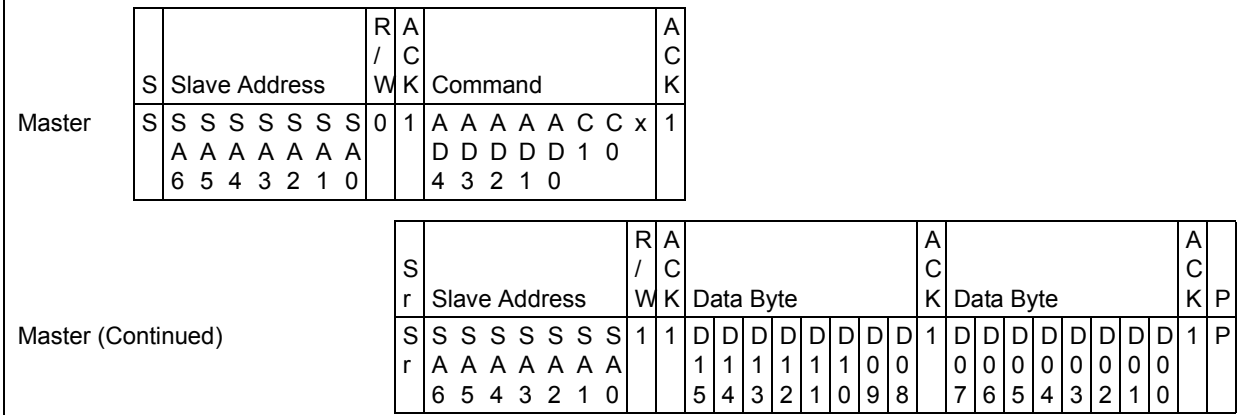 R A A
/ C C
S Slave Address W K Command K
Master S S S S S S S S 0 1 A A A A A C C x 1
A A A A A A A D D D D D 1 0
6 5 4 3 2 1 0 4 3 2 1 0
R A A A
S / C C C
r Slave Address W K Data Byte K Data Byte K P
Master (Continued) S S S S S S S S 1 1 D D D D D D D D 1 D D D D D D D D 1 P
r A A A A A A A 1 1 1 1 1 1 0 0 0 0 0 0 0 0 0 0
6 5 4 3 2 1 0 5 4 3 2 1 0 9 8 7 6 5 4 3 2 1 0